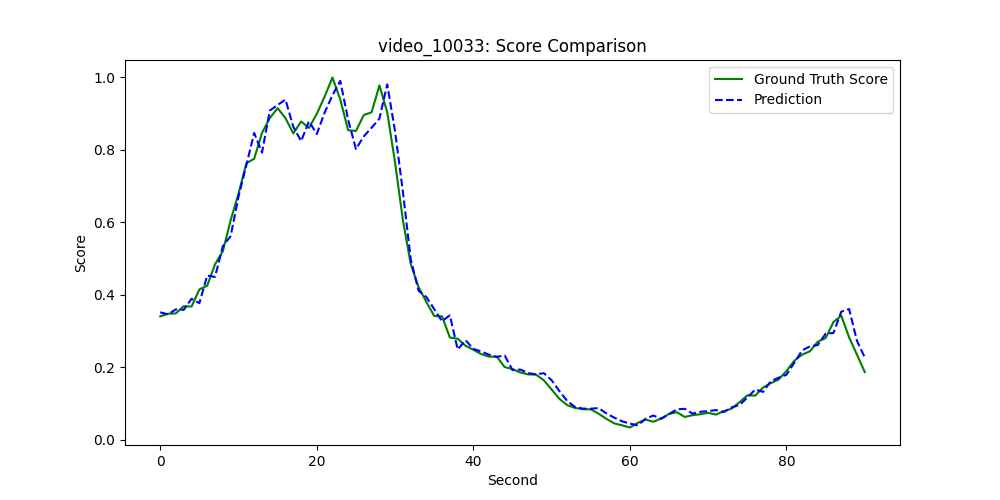 video_10033: Score Comparison
Ground Truth Score
Prediction
Score
1.0
0.8
0.6
0.4
0.2
0.0
0 20 40 60 80
Second